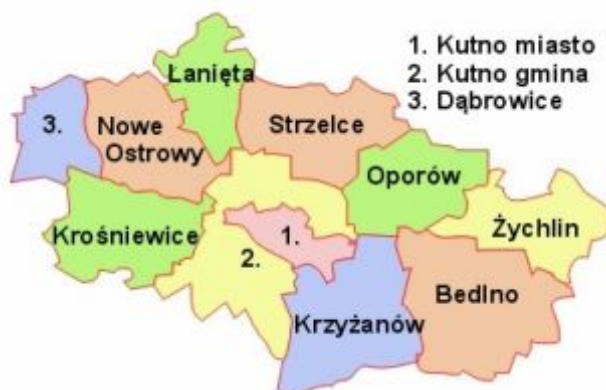 1. Kutno miasto
2. Kutno gmina
3. Dąbrowice
Łanięta
3.
Nowe
Ostrowy
Strzelce
Oporów
Krośniewice
1.
2.
Żychlin
Bedlno
Krzyżanów